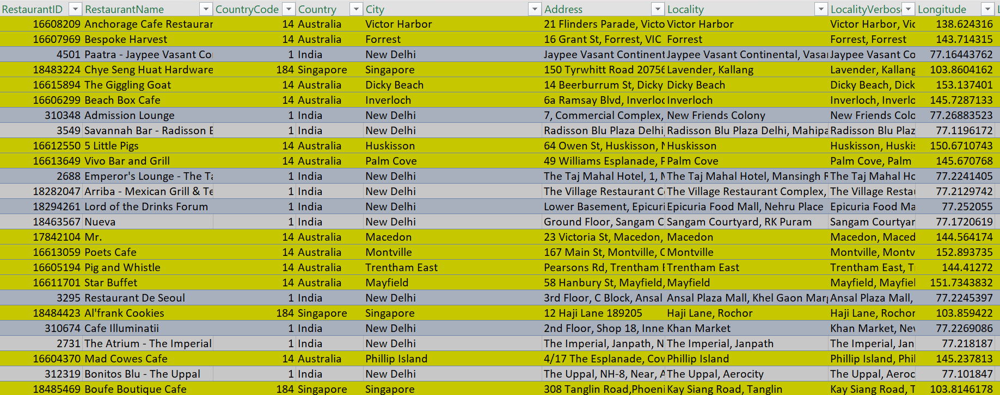 RestaurantID RestaurantName CountryCode Country City Address Locality LocalityVerbos Longitude
16608209 Anchorage Cafe Restaurar 14 Australia Victor Harbor 21 Flinders Parade, Victo Victor Harbor Victor Harbor, Vic 138.624316
16607969 Bespoke Harvest 14 Australia Forrest 16 Grant St, Forrest, VIC Forrest Forrest, Forrest 143.714315
4501 Paatra - Jaypee Vasant Co 1 India New Delhi Jaypee Vasant Continent Jaypee Vasant Continental, Vasa Jaypee Vasant Co 77.16443762
18483224 Chye Seng Huat Hardware 184 Singapore Singapore 150 Tyrwhitt Road 20756 Lavender, Kallang Lavender, Kallang 103.8604162
16615894 The Giggling Goat 14 Australia Dicky Beach 14 Beerburrum St, Dicky Dicky Beach Dicky Beach, Dick 153.137401
16606299 Beach Box Cafe 14 Australia Inverloch 6a Ramsay Blvd, Inverloc Inverloch Inverloch, Inverlo 145.7287133
310348 Admission Lounge 1 India New Delhi 7, Commercial Complex, New Friends Colony New Friends Colo 77.26883523
3549 Savannah Bar - Radisson B 1 India New Delhi Radisson Blu Plaza Delhi, Radisson Blu Plaza Delhi, Mahipa Radisson Blu Plaz 77.1196172
16612550 5 Little Pigs 14 Australia Huskisson 64 Owen St, Huskisson, N Huskisson Huskisson, Huskis 150.6710743
16613649 Vivo Bar and Grill 14 Australia Palm Cove 49 Williams Esplanade, P Palm Cove Palm Cove, Palm 145.670768
2688 Emperor's Lounge - The Ta 1 India New Delhi The Taj Mahal Hotel, 1, M The Taj Mahal Hotel, Mansingh R The Taj Mahal Ho 77.2241405
18282047 Arriba - Mexican Grill & Te 1 India New Delhi The Village Restaurant Co The Village Restaurant Complex, The Village Restau 77.2129742
18294261 Lord of the Drinks Forum 1 India New Delhi Lower Basement, Epicuri Epicuria Food Mall, Nehru Place Epicuria Food Ma 77.252055
18463567 Nueva 1 India New Delhi Ground Floor, Sangam C Sangam Courtyard, RK Puram Sangam Courtyar 77.1720619
17842104 Mr. 14 Australia Macedon 23 Victoria St, Macedon, Macedon Macedon, Maced 144.564174
16613059 Poets Cafe 14 Australia Montville 167 Main St, Montville, Q Montville Montville, Montv 152.893735
16605194 Pig and Whistle 14 Australia Trentham East Pearsons Rd, Trentham E Trentham East Trentham East, T 144.41272
16611701 Star Buffet 14 Australia Mayfield 58 Hanbury St, Mayfield, Mayfield Mayfield, Mayfiel 151.7343832
3295 Restaurant De Seoul 1 India New Delhi 3rd Floor, C Block, Ansal Ansal Plaza Mall, Khel Gaon Marg Ansal Plaza Mall, 77.2245397
18484423 Al'frank Cookies 184 Singapore Singapore 12 Haji Lane 189205 Haji Lane, Rochor Haji Lane, Rochor 103.859422
310674 Cafe Illuminatii 1 India New Delhi 2nd Floor, Shop 18, Inne Khan Market Khan Market, New 77.2269086
2731 The Atrium - The Imperial 1 India New Delhi The Imperial, Janpath, N The Imperial, Janpath The Imperial, Jan 77.218187
16604370 Mad Cowes Cafe 14 Australia Phillip Island 4/17 The Esplanade, Cow Phillip Island Phillip Island, Phil 145.237813
312319 Bonitos Blu - The Uppal 1 India New Delhi The Uppal, NH-8, Near, A The Uppal, Aerocity The Uppal, Aeroc 77.101847
18485469 Boufe Boutique Cafe 184 Singapore Singapore 308 Tanglin Road,Phoeni Kay Siang Road, Tanglin Kay Siang Road, T 103.8146178